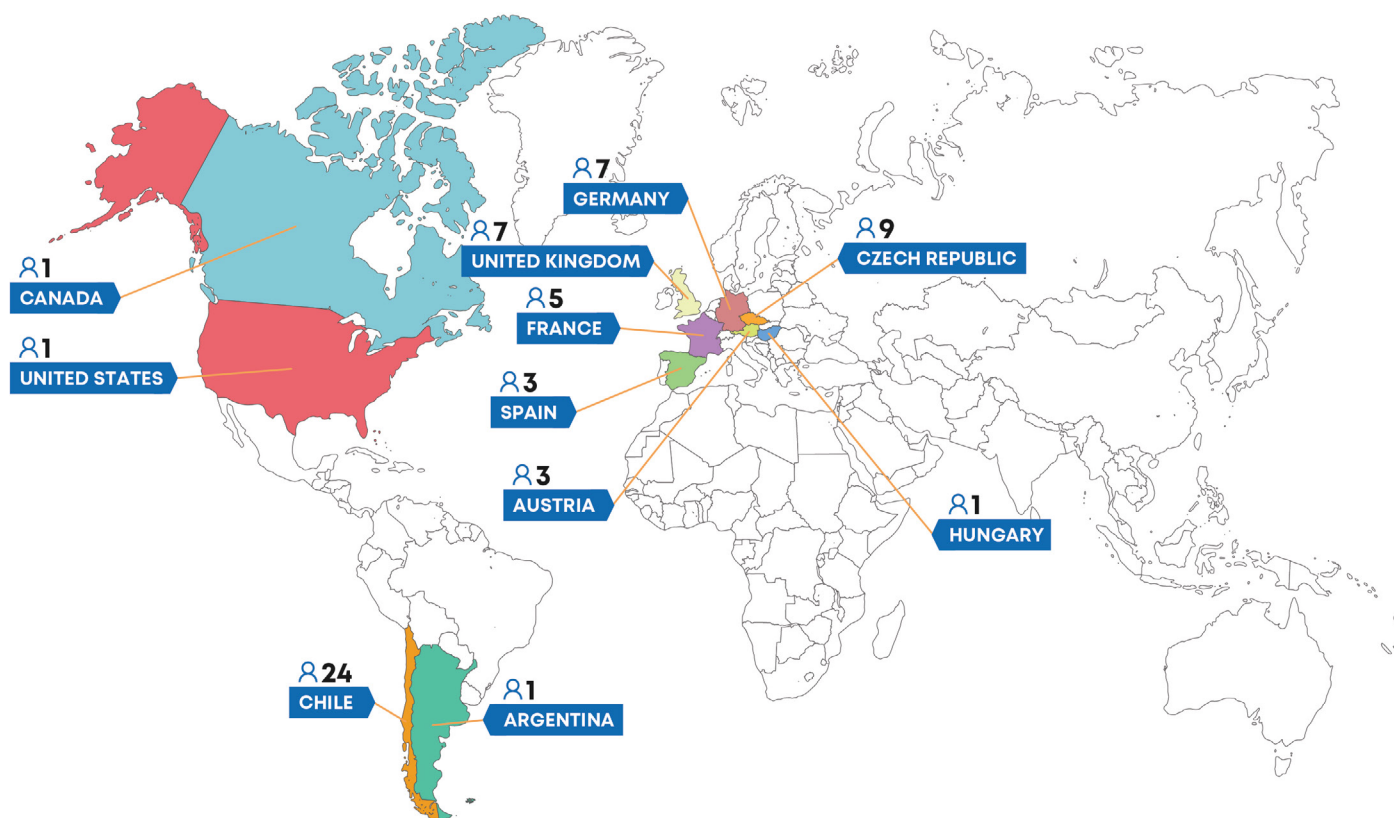 1
CANADA
1
UNITED STATES
7
GERMANY
7
UNITED KINGDOM
9
CZECH REPUBLIC
5
FRANCE
3
SPAIN
3
AUSTRIA
1
HUNGARY
24
CHILE
1
ARGENTINA